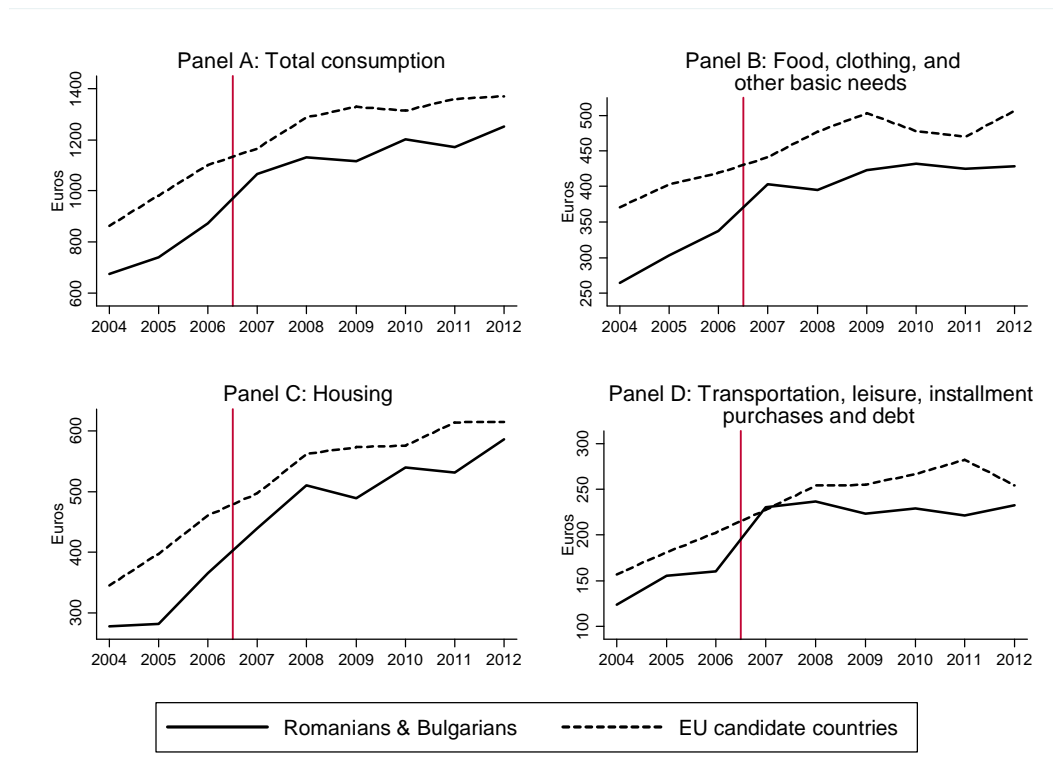 Panel A: Total consumption
Euros
600 800 1000 1200 1400
2004 2005 2006 2007 2008 2009 2010 2011 2012
Panel B: Food, clothing, and
other basic needs
Euros
250 300 350 400 450 500
2004 2005 2006 2007 2008 2009 2010 2011 2012
Panel C: Housing
Euros
300 400 500 600
2004 2005 2006 2007 2008 2009 2010 2011 2012
Panel D: Transportation, leisure, installment
purchases and debt
Euros
100 150 200 250 300
2004 2005 2006 2007 2008 2009 2010 2011 2012
Romanians & Bulgarians EU candidate countries